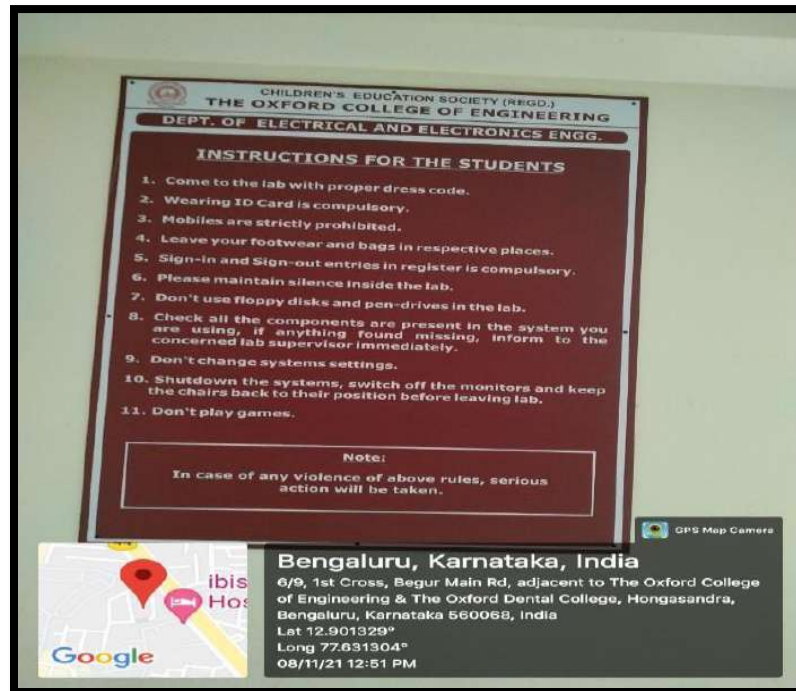 CHILDREN'S EDUCATION SOCIETY (REGD.)
THE OXFORD COLLEGE OF ENGINEERING
DEPT. OF ELECTRICAL AND ELECTRONICS ENGG.
INSTRUCTIONS FOR THE STUDENTS
1. Come to the lab with proper dress code.
2. Wearing ID Card is compulsory.
3. Mobiles are strictly prohibited.
4. Leave your footwear and bags in respective places.
5. Sign-in and Sign-out entries in register is compulsory.
6. Please maintain silence inside the lab.
7. Don't use floppy disks and pen-drives in the lab.
8. Check all the components are present in the system you
are using, if anything found missing, inform to the
concerned lab supervisor immediately.
9. Don't change systems settings.
10. Shutdown the systems, switch off the monitors and keep
the chairs back to their position before leaving lab.
11. Don't play games.
Note:
In case of any violence of above rules, serious
action will be taken.
GPS Map Camera
44
ibis
Hos
Google
Bengaluru, Karnataka, India
6/9, 1st Cross, Begur Main Rd, adjacent to The Oxford College
of Engineering & The Oxford Dental College, Hongasandra,
Bengaluru, Karnataka 560068, India
Lat 12.901329°
Long 77.631304°
08/11/21 12:51 PM